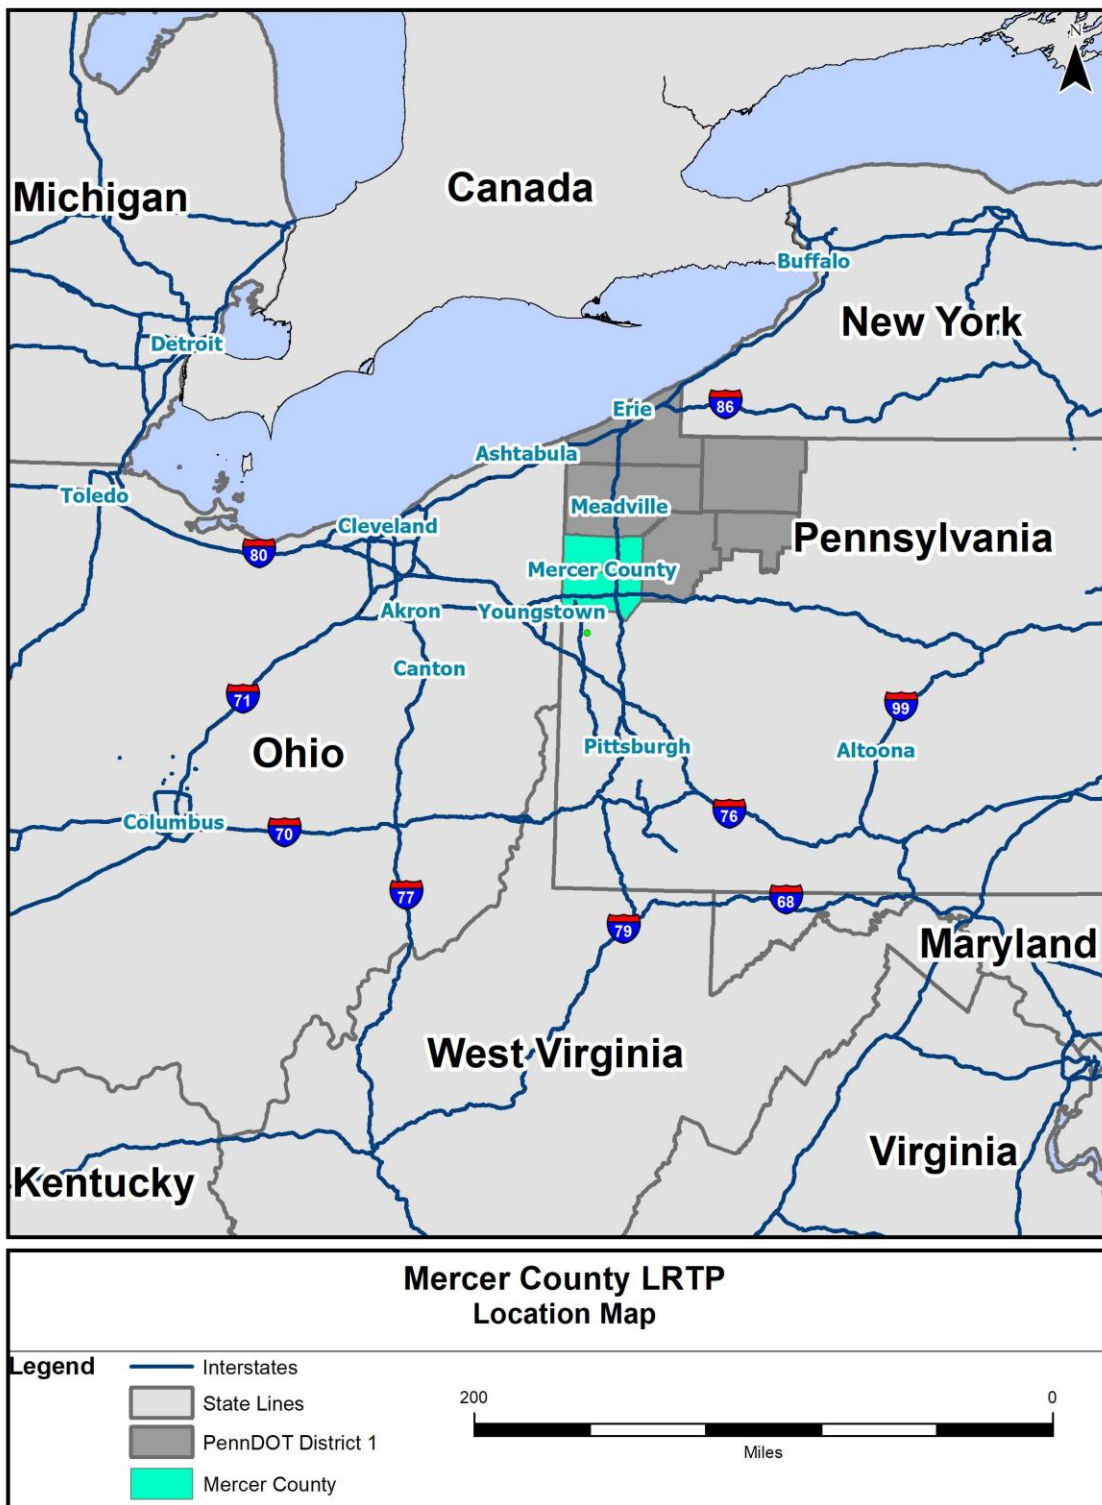 N
Michigan
Canada
Buffalo
New York
Detroit
Erie
86
Ashtabula
Toledo
Meadville
Cleveland
80
Pennsylvania
Mercer County
Akron
Youngstown
Canton
71
99
Ohio
Pittsburgh
Altoona
Columbus
70
76
77
68
79
Maryland
West Virginia
Virginia
Kentucky
Mercer County LRTP
Location Map
Legend
Interstates
State Lines
PennDOT District 1
Mercer County
200
0
Miles